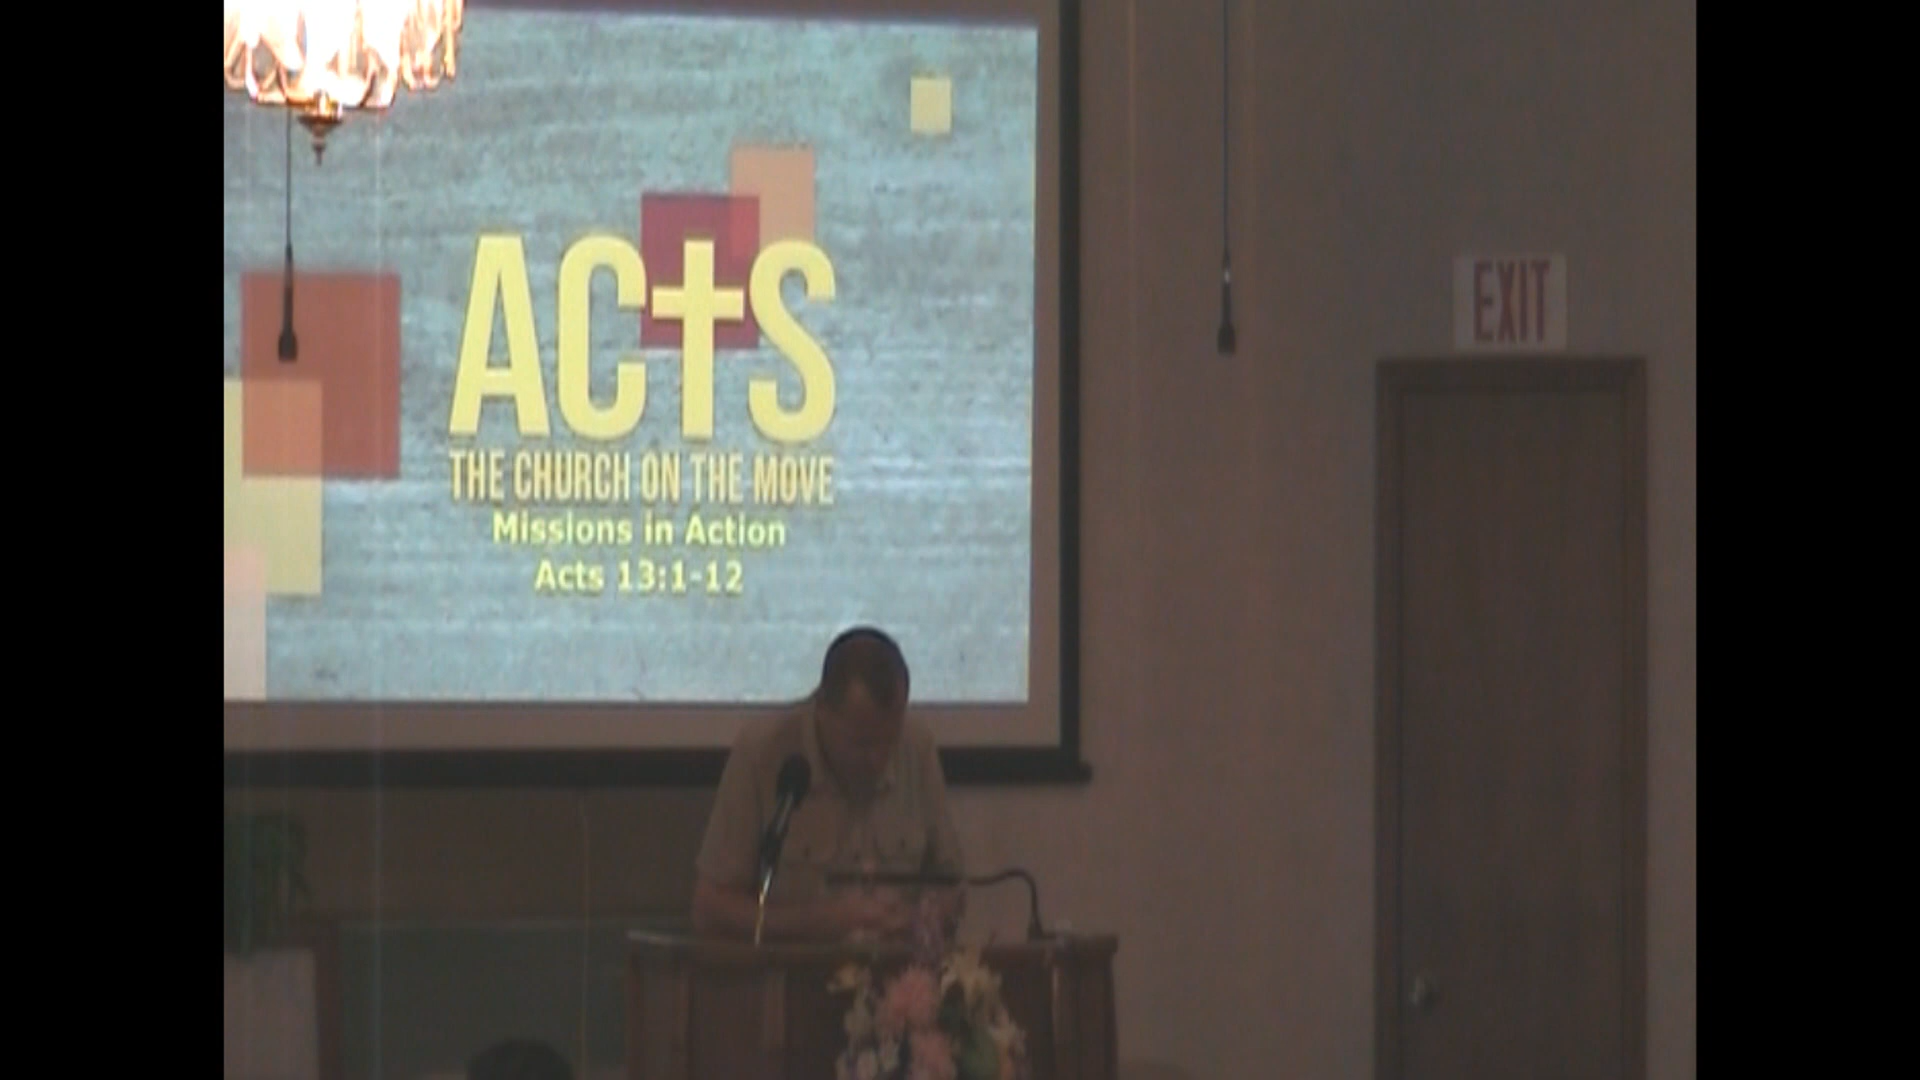 ACTS
THE CHURCH ON THE MOVE
Missions in Action
Acts 13:1-12
EXIT